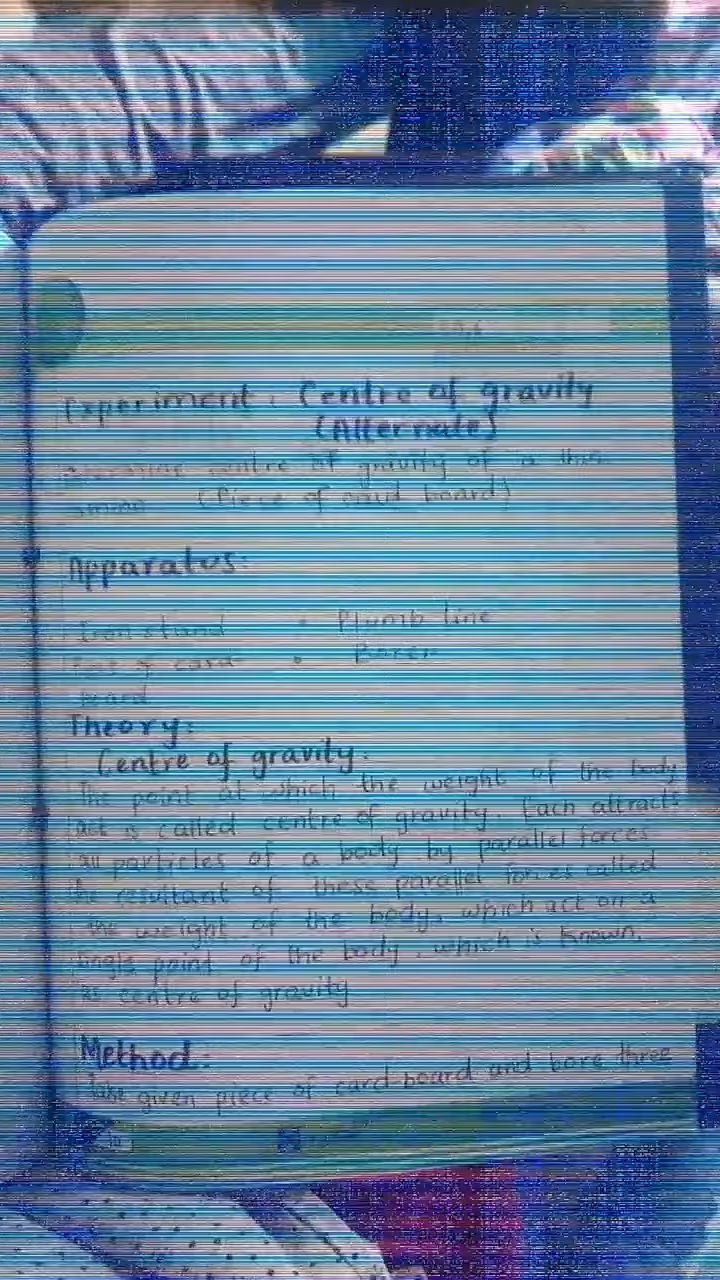 Experiment: Centre of gravity
(Alternate)
centre of gravity of a thin
(Piece of card board)
Apparatus:
Iron stand • Plumb line
of card- • Borer
board
Theory:
Centre of gravity:
The point at which the weight of the body
act is called centre of gravity. Each attracts
all particles of a body by parallel forces
the resultant of these parallel forces called
the weight of the body, which act on a
single point of the body, which is known,
as centre of gravity
Method:
Take given piece of card-board and bore three